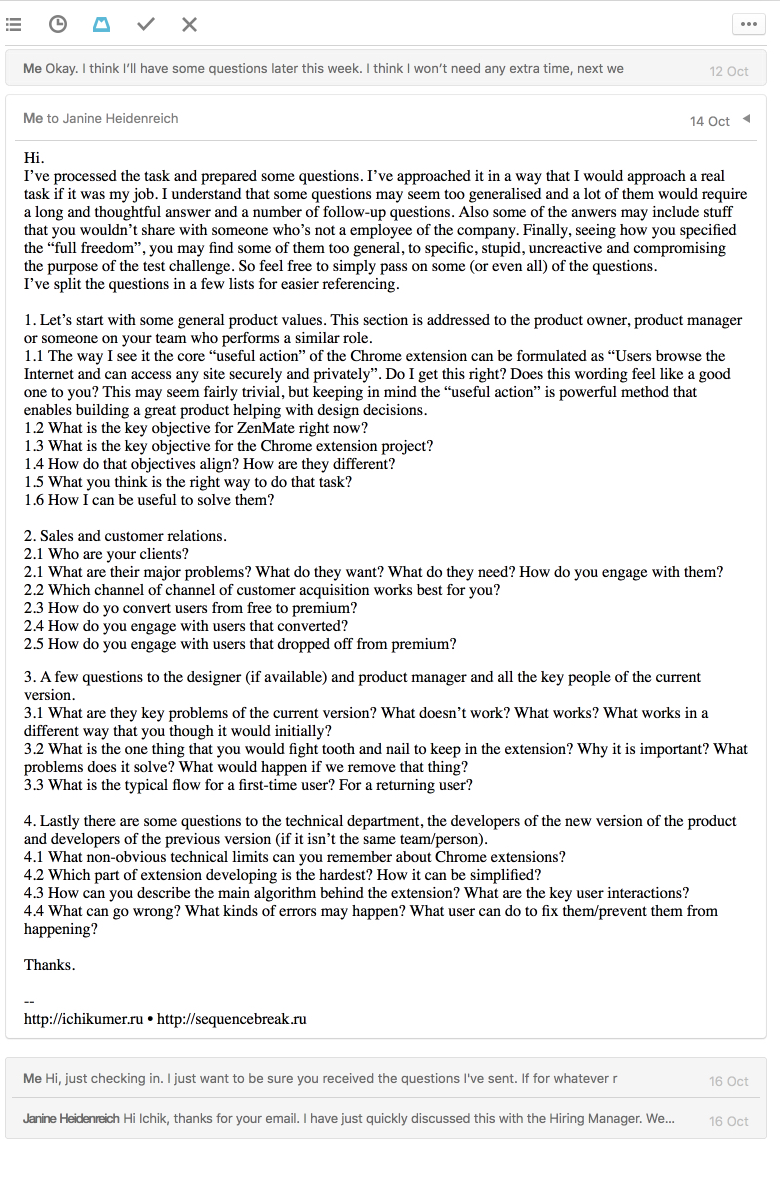 Me Okay. I think I'll have some questions later this week. I think I won't need any extra time, next we
12 Oct
Me to Janine Heidenreich
14 Oct
Hi.
I've processed the task and prepared some questions. I've approached it in a way that I would approach a real
task if it was my job. I understand that some questions may seem too generalised and a lot of them would require
a long and thoughtful answer and a number of follow-up questions. Also some of the anwers may include stuff
that you wouldn't share with someone who's not a employee of the company. Finally, seeing how you specified
the “full freedom”, you may find some of them too general, to specific, stupid, uncreactive and compromising
the purpose of the test challenge. So feel free to simply pass on some (or even all) of the questions.
I've split the questions in a few lists for easier referencing.
1. Let's start with some general product values. This section is addressed to the product owner, product manager
or someone on your team who performs a similar role.
1.1 The way I see it the core “useful action” of the Chrome extension can be formulated as “Users browse the
Internet and can access any site securely and privately”. Do I get this right? Does this wording feel like a good
one to you? This may seem fairly trivial, but keeping in mind the “useful action” is powerful method that
enables building a great product helping with design decisions.
1.2 What is the key objective for ZenMate right now?
1.3 What is the key objective for the Chrome extension project?
1.4 How do that objectives align? How are they different?
1.5 What you think is the right way to do that task?
1.6 How I can be useful to solve them?
2. Sales and customer relations.
2.1 Who are your clients?
2.1 What are their major problems? What do they want? What do they need? How do you engage with them?
2.2 Which channel of channel of customer acquisition works best for you?
2.3 How do yo convert users from free to premium?
2.4 How do you engage with users that converted?
2.5 How do you engage with users that dropped off from premium?
3. A few questions to the designer (if available) and product manager and all the key people of the current
version.
3.1 What are they key problems of the current version? What doesn't work? What works? What works in a
different way that you though it would initially?
3.2 What is the one thing that you would fight tooth and nail to keep in the extension? Why it is important? What
problems does it solve? What would happen if we remove that thing?
3.3 What is the typical flow for a first-time user? For a returning user?
4. Lastly there are some questions to the technical department, the developers of the new version of the product
and developers of the previous version (if it isn't the same team/person).
4.1 What non-obvious technical limits can you remember about Chrome extensions?
4.2 Which part of extension developing is the hardest? How it can be simplified?
4.3 How can you describe the main algorithm behind the extension? What are the key user interactions?
4.4 What can go wrong? What kinds of errors may happen? What user can do to fix them/prevent them from
happening?
Thanks.
--
http://ichikumer.ru • http://sequencebreak.ru
Me Hi, just checking in. I just want to be sure you received the questions I've sent. If for whatever r
16 Oct
Janine Heidenreich Hi Ichik, thanks for your email. I have just quickly discussed this with the Hiring Manager. We...
16 Oct